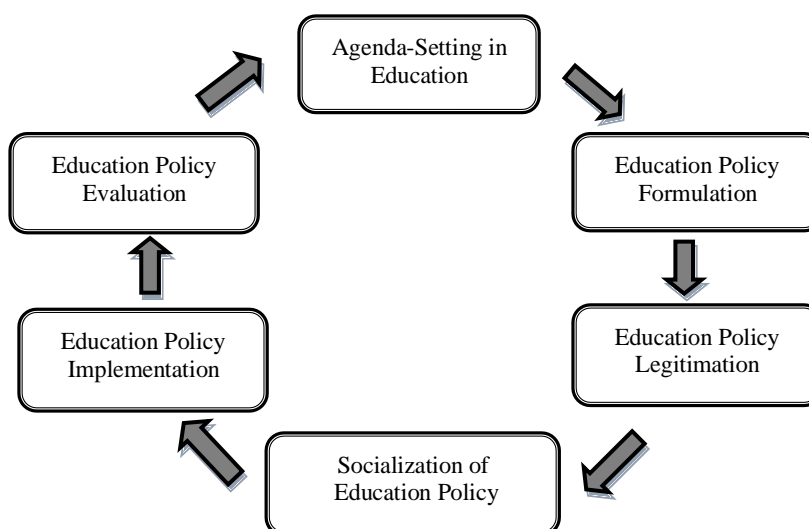 Agenda-Setting in
Education
Education Policy
Evaluation
Education Policy
Formulation
Education Policy
Implementation
Education Policy
Legitimation
Socialization of
Education Policy